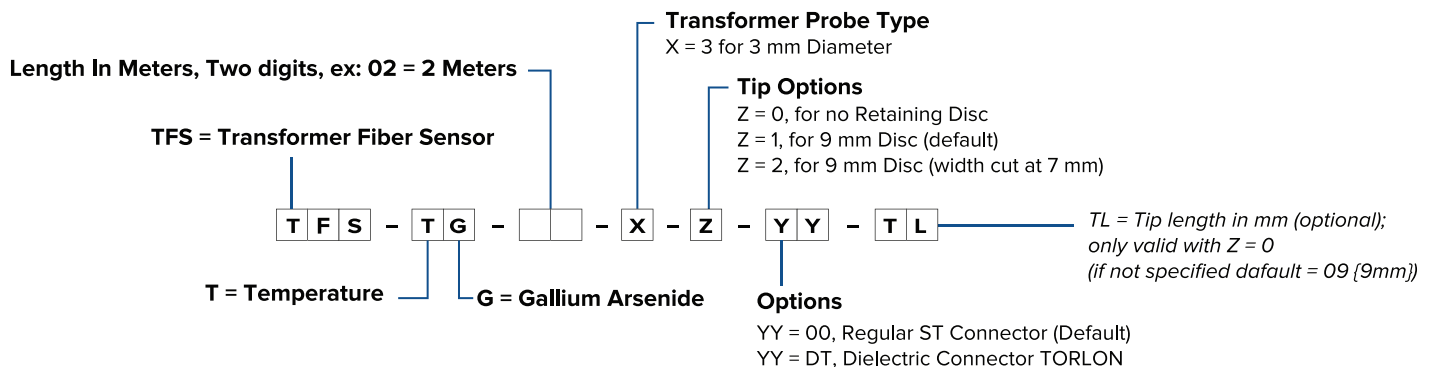 Transformer Probe Type
X = 3 for 3 mm Diameter
Length In Meters, Two digits, ex: 02 = 2 Meters
Tip Options
Z = 0, for no Retaining Disc
Z = 1, for 9 mm Disc (default)
Z = 2, for 9 mm Disc (width cut at 7 mm)
TFS = Transformer Fiber Sensor
T F S – T G – – X – Z – Y Y – T L
TL = Tip length in mm (optional);
only valid with Z = 0
(if not specified dafault = 09 {9mm})
T = Temperature
G = Gallium Arsenide
Options
YY = 00, Regular ST Connector (Default)
YY = DT, Dielectric Connector TORLON